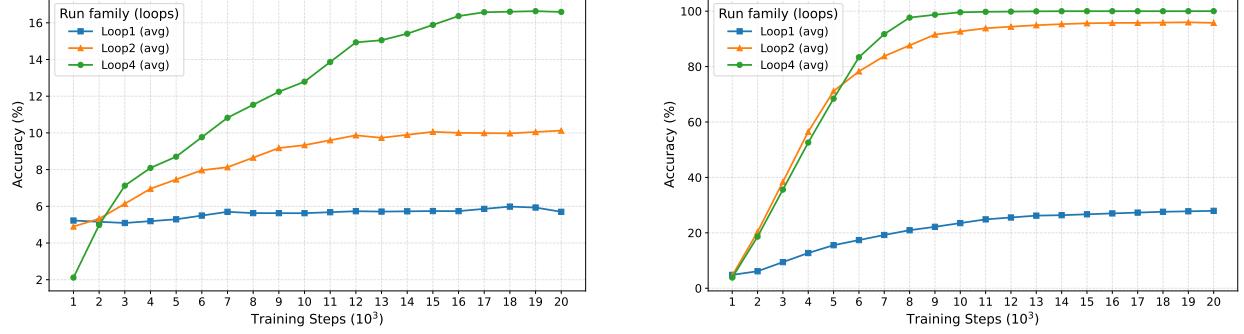 Run family (loops)
Loop1 (avg)
Loop2 (avg)
Loop4 (avg)
Accuracy (%)
16
14
12
10
8
6
4
2
1 2 3 4 5 6 7 8 9 10 11 12 13 14 15 16 17 18 19 20
Training Steps (10³)
Run family (loops)
Loop1 (avg)
Loop2 (avg)
Loop4 (avg)
Accuracy (%)
100
80
60
40
20
0
1 2 3 4 5 6 7 8 9 10 11 12 13 14 15 16 17 18 19 20
Training Steps (10³)